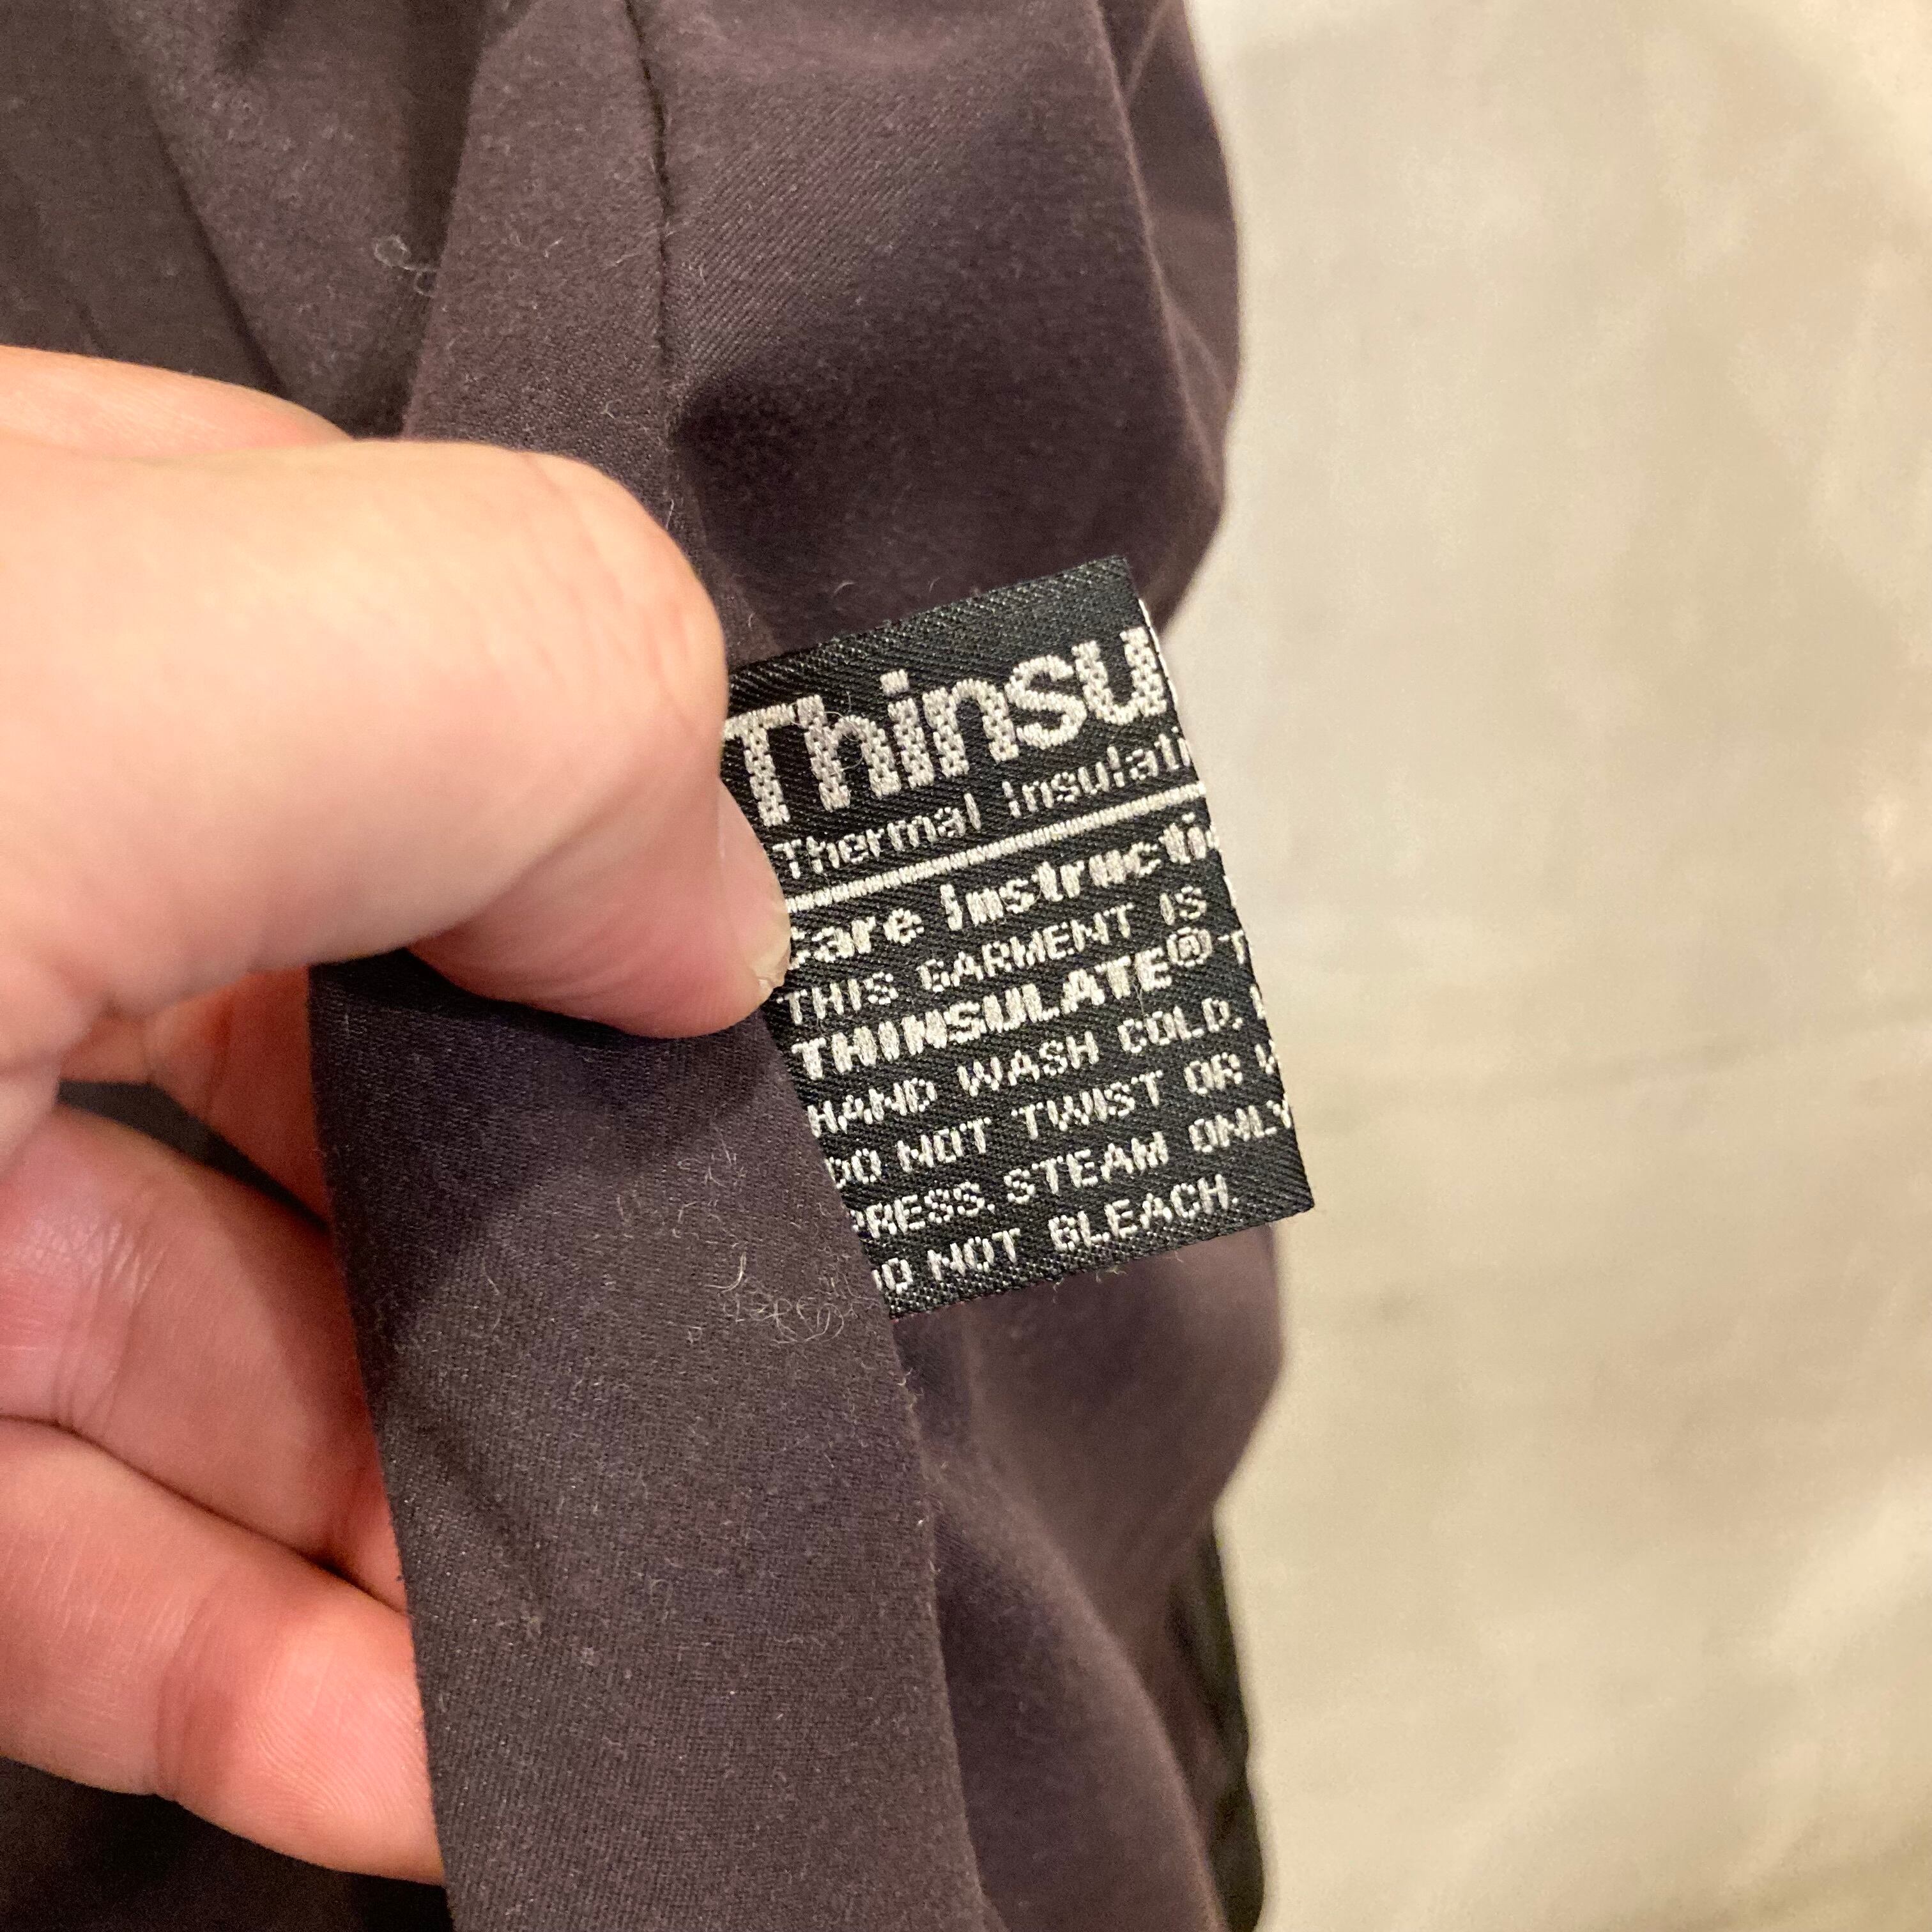 Thinsu
Thermal Insulati
Care Instructi
THIS GARMENT IS
THINSULATE® T
HAND WASH COLD.
DO NOT TWIST OR W
PRESS. STEAM ONLY
DO NOT BLEACH.